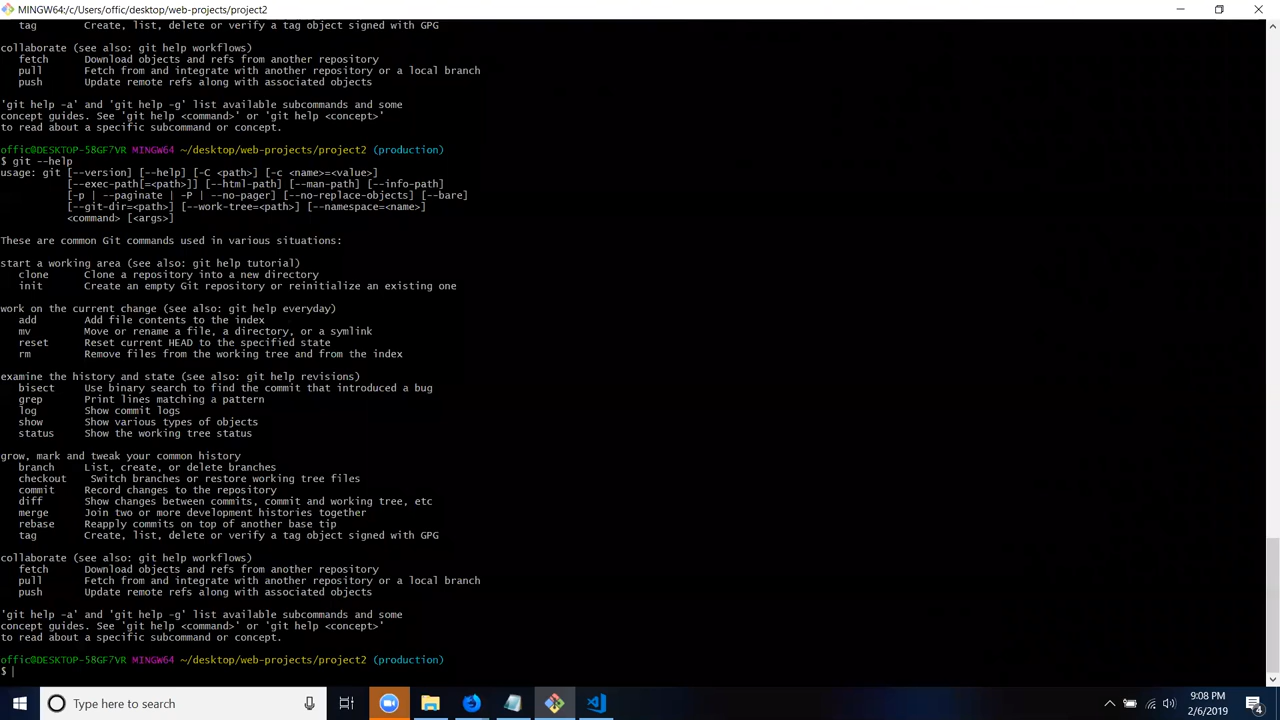 MINGW64:/c/Users/offic/desktop/web-projects/project2
tag Create, list, delete or verify a tag object signed with GPG
collaborate (see also: git help workflows)
fetch Download objects and refs from another repository
pull Fetch from and integrate with another repository or a local branch
push Update remote refs along with associated objects
'git help -a' and 'git help -g' list available subcommands and some
concept guides. See 'git help <command>' or 'git help <concept>'
to read about a specific subcommand or concept.
offic@DESKTOP-58GF7VR MINGW64 ~/desktop/web-projects/project2 (production)
$ git --help
usage: git [--version] [--help] [-C <path>] [-c <name>=<value>]
[--exec-path[=<path>]] [--html-path] [--man-path] [--info-path]
[-p | --paginate | -P | --no-pager] [--no-replace-objects] [--bare]
[--git-dir=<path>] [--work-tree=<path>] [--namespace=<name>]
<command> [<args>]
These are common Git commands used in various situations:
start a working area (see also: git help tutorial)
clone Clone a repository into a new directory
init Create an empty Git repository or reinitialize an existing one
work on the current change (see also: git help everyday)
add Add file contents to the index
mv Move or rename a file, a directory, or a symlink
reset Reset current HEAD to the specified state
rm Remove files from the working tree and from the index
examine the history and state (see also: git help revisions)
bisect Use binary search to find the commit that introduced a bug
grep Print lines matching a pattern
log Show commit logs
show Show various types of objects
status Show the working tree status
grow, mark and tweak your common history
branch List, create, or delete branches
checkout Switch branches or restore working tree files
commit Record changes to the repository
diff Show changes between commits, commit and working tree, etc
merge Join two or more development histories together
rebase Reapply commits on top of another base tip
tag Create, list, delete or verify a tag object signed with GPG
collaborate (see also: git help workflows)
fetch Download objects and refs from another repository
pull Fetch from and integrate with another repository or a local branch
push Update remote refs along with associated objects
'git help -a' and 'git help -g' list available subcommands and some
concept guides. See 'git help <command>' or 'git help <concept>'
to read about a specific subcommand or concept.
offic@DESKTOP-58GF7VR MINGW64 ~/desktop/web-projects/project2 (production)
$
Type here to search
9:08 PM
2/6/2019
4